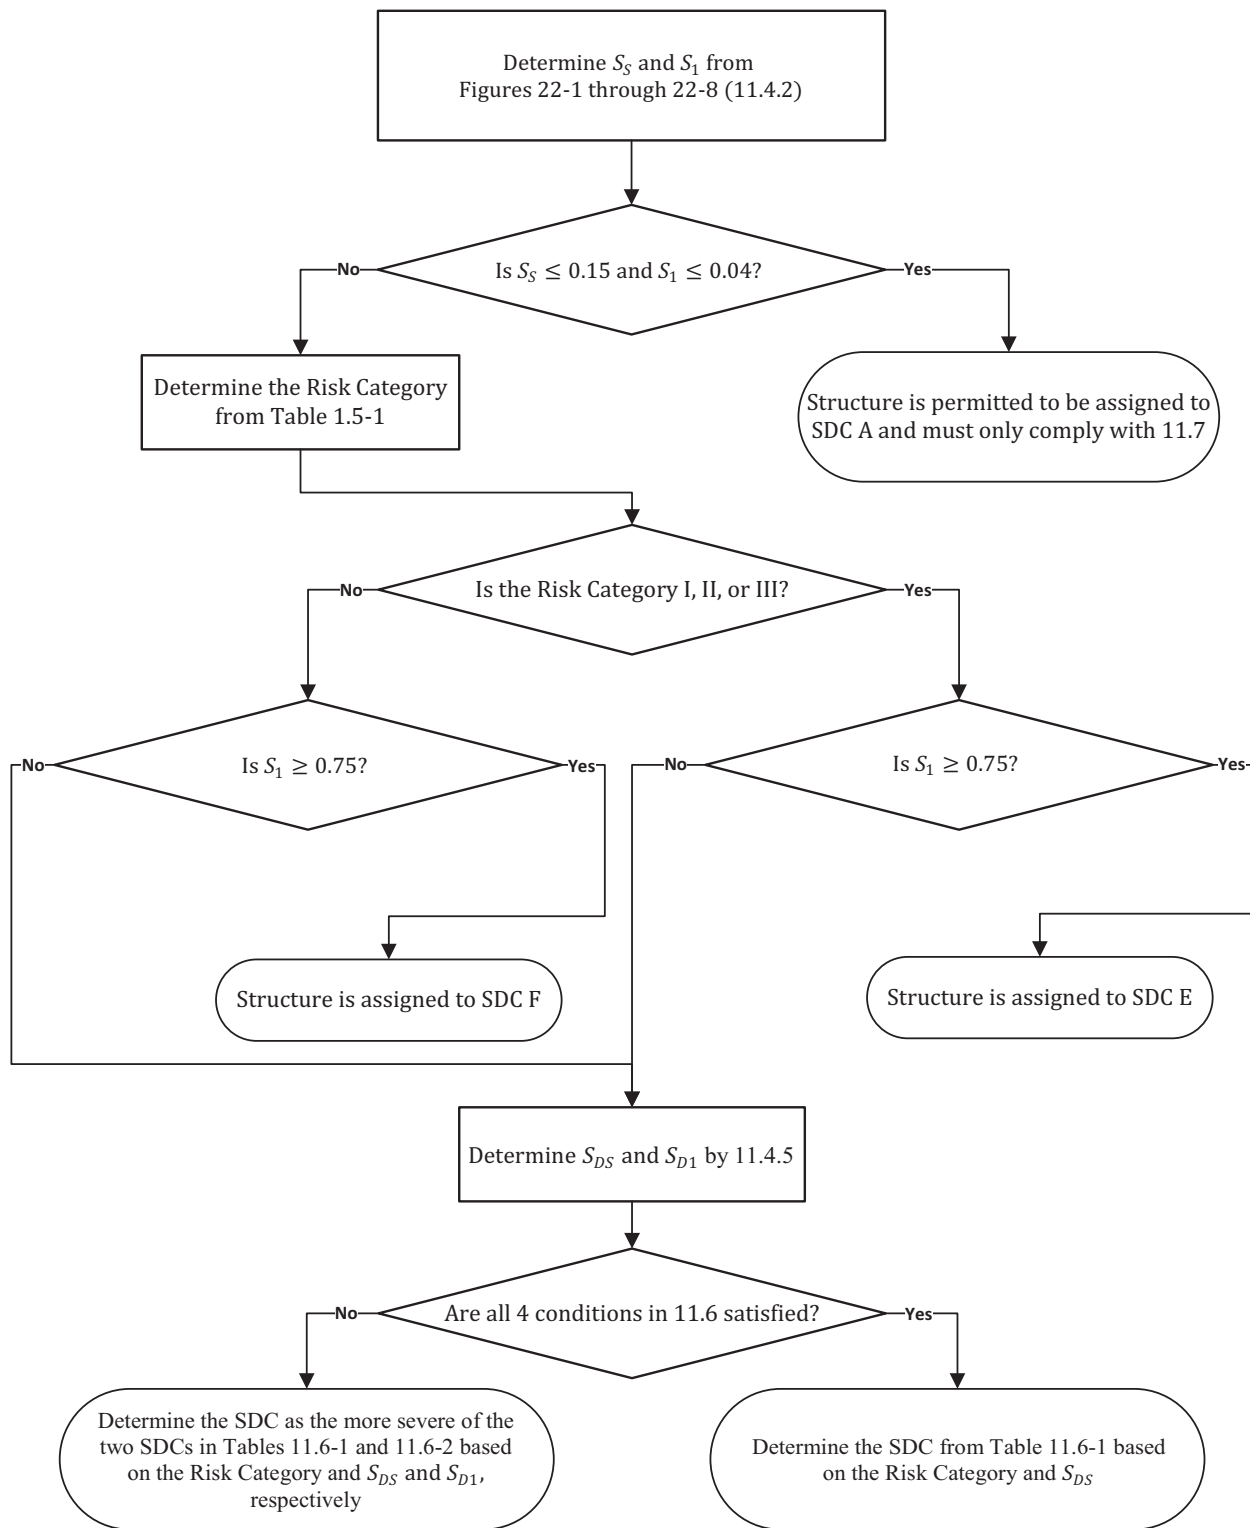 Determine S_S and S_1 from
Figures 22-1 through 22-8 (11.4.2)
Is S_S ≤ 0.15 and S_1 ≤ 0.04?
No
Yes
Determine the Risk Category
from Table 1.5-1
Structure is permitted to be assigned to
SDC A and must only comply with 11.7
Is the Risk Category I, II, or III?
No
Yes
Is S_1 ≥ 0.75?
No
Yes
Is S_1 ≥ 0.75?
No
Yes
Structure is assigned to SDC F
Structure is assigned to SDC E
Determine S_DS and S_D1 by 11.4.5
Are all 4 conditions in 11.6 satisfied?
No
Yes
Determine the SDC as the more severe of the
two SDCs in Tables 11.6-1 and 11.6-2 based
on the Risk Category and S_DS and S_D1,
respectively
Determine the SDC from Table 11.6-1 based
on the Risk Category and S_DS